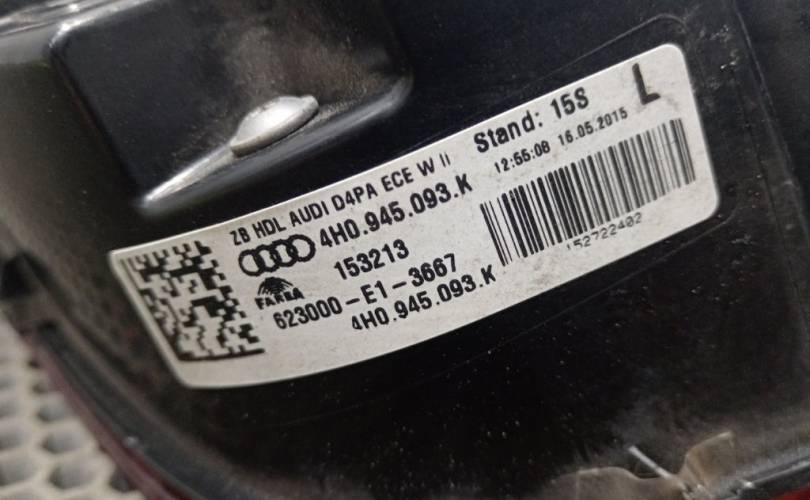 ZB HDL AUDI D4PA ECE W II
Stand: 15S
L
4H0.945.093.K
12:55:08 16.05.2015
153213
FARBA
623000-E1-3667
4H0.945.093.K
152722402